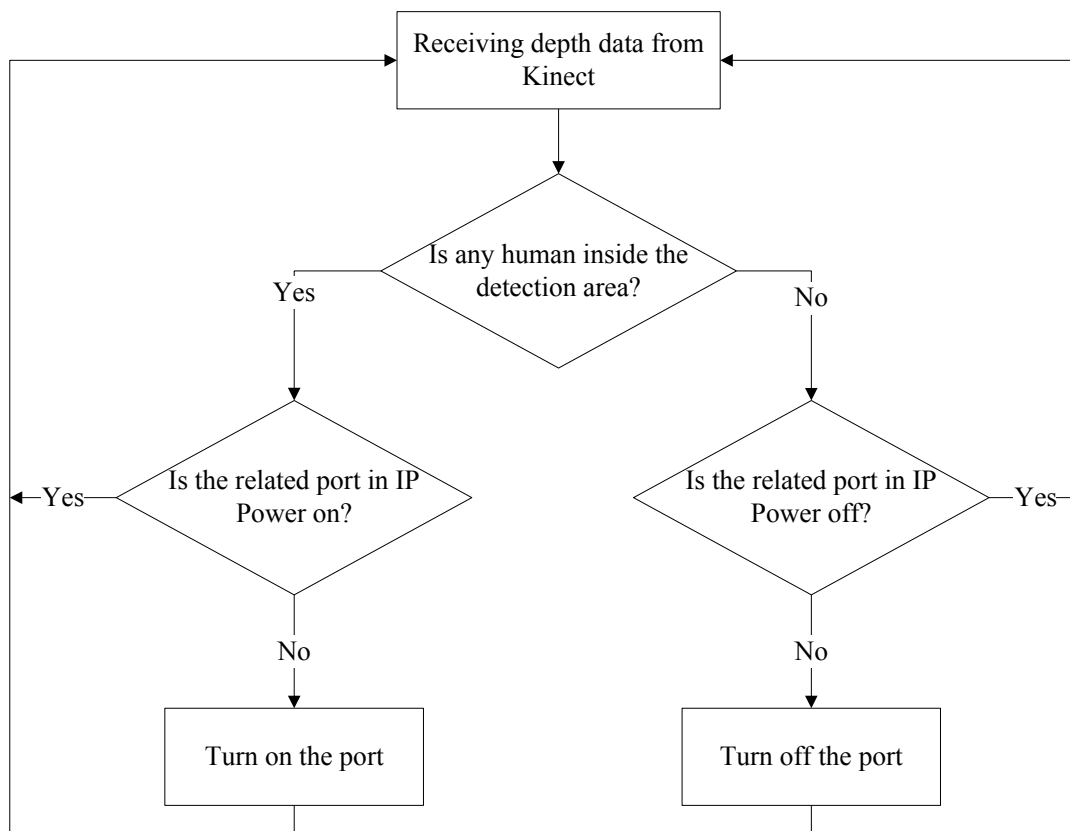 Receiving depth data from
Kinect
Is any human inside the
detection area?
Yes
No
Is the related port in IP
Power on?
Yes
Is the related port in IP
Power off?
Yes
No
No
Turn on the port
Turn off the port